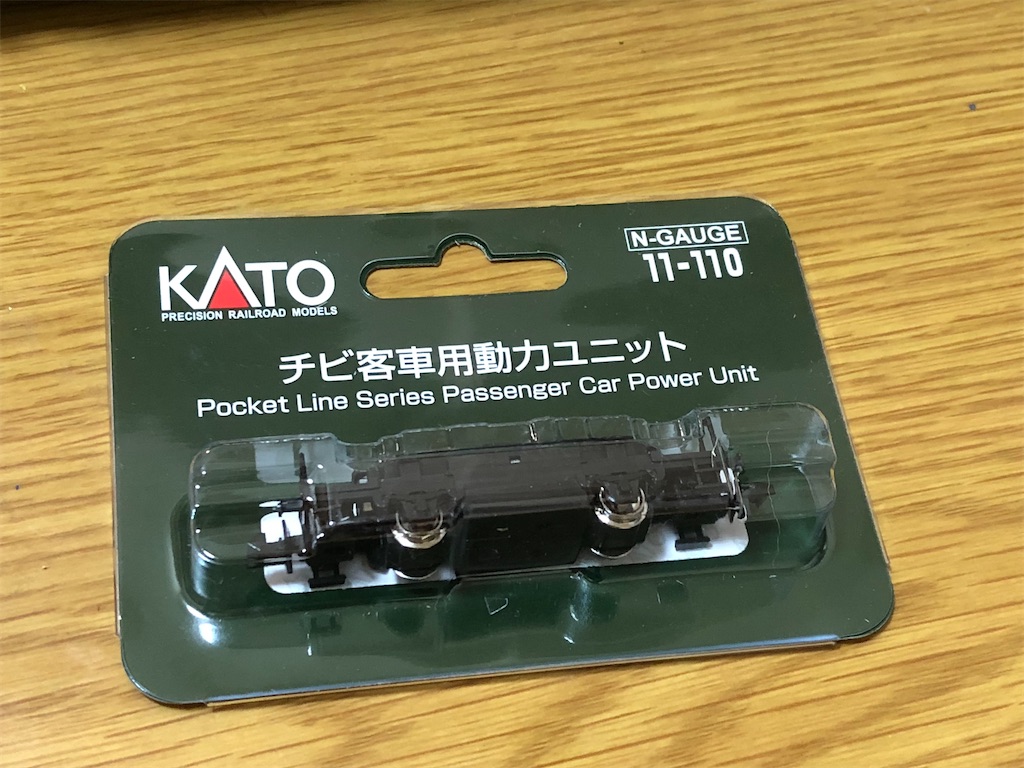 KATO
PRECISION RAILROAD MODELS
N-GAUGE
11-110
チビ客車用動力ユニット
Pocket Line Series Passenger Car Power Unit